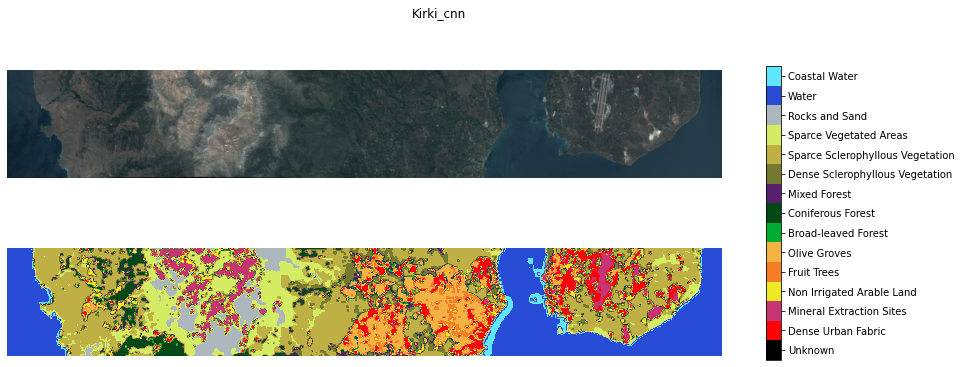 Kirki_cnn
Coastal Water
Water
Rocks and Sand
Sparce Vegetated Areas
Sparce Sclerophyllous Vegetation
Dense Sclerophyllous Vegetation
Mixed Forest
Coniferous Forest
Broad-leaved Forest
Olive Groves
Fruit Trees
Non Irrigated Arable Land
Mineral Extraction Sites
Dense Urban Fabric
Unknown